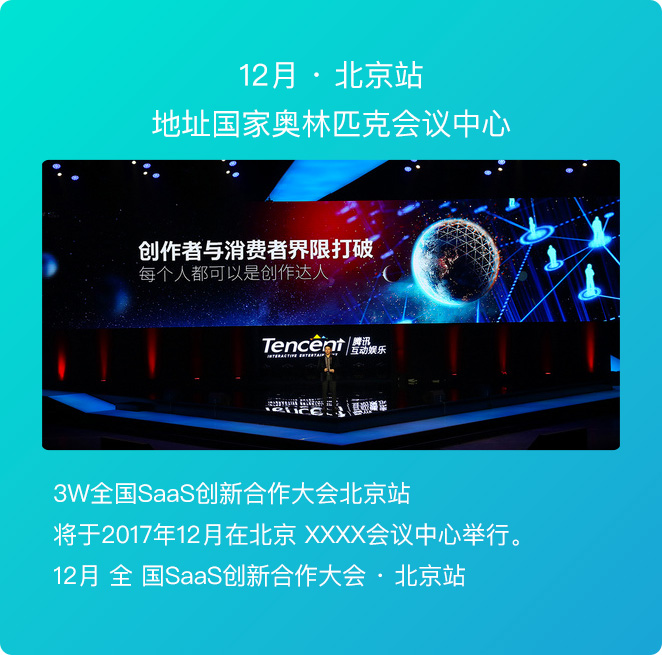 12月 · 北京站
地址国家奥林匹克会议中心
创作者与消费者界限打破
每个人都可以是创作达人
Tencent 腾讯
INTERACTIVE ENTERTAINMENT 互动娱乐
3W全国SaaS创新合作大会北京站
将于2017年12月在北京 XXXX会议中心举行。
12月 全 国SaaS创新合作大会 · 北京站